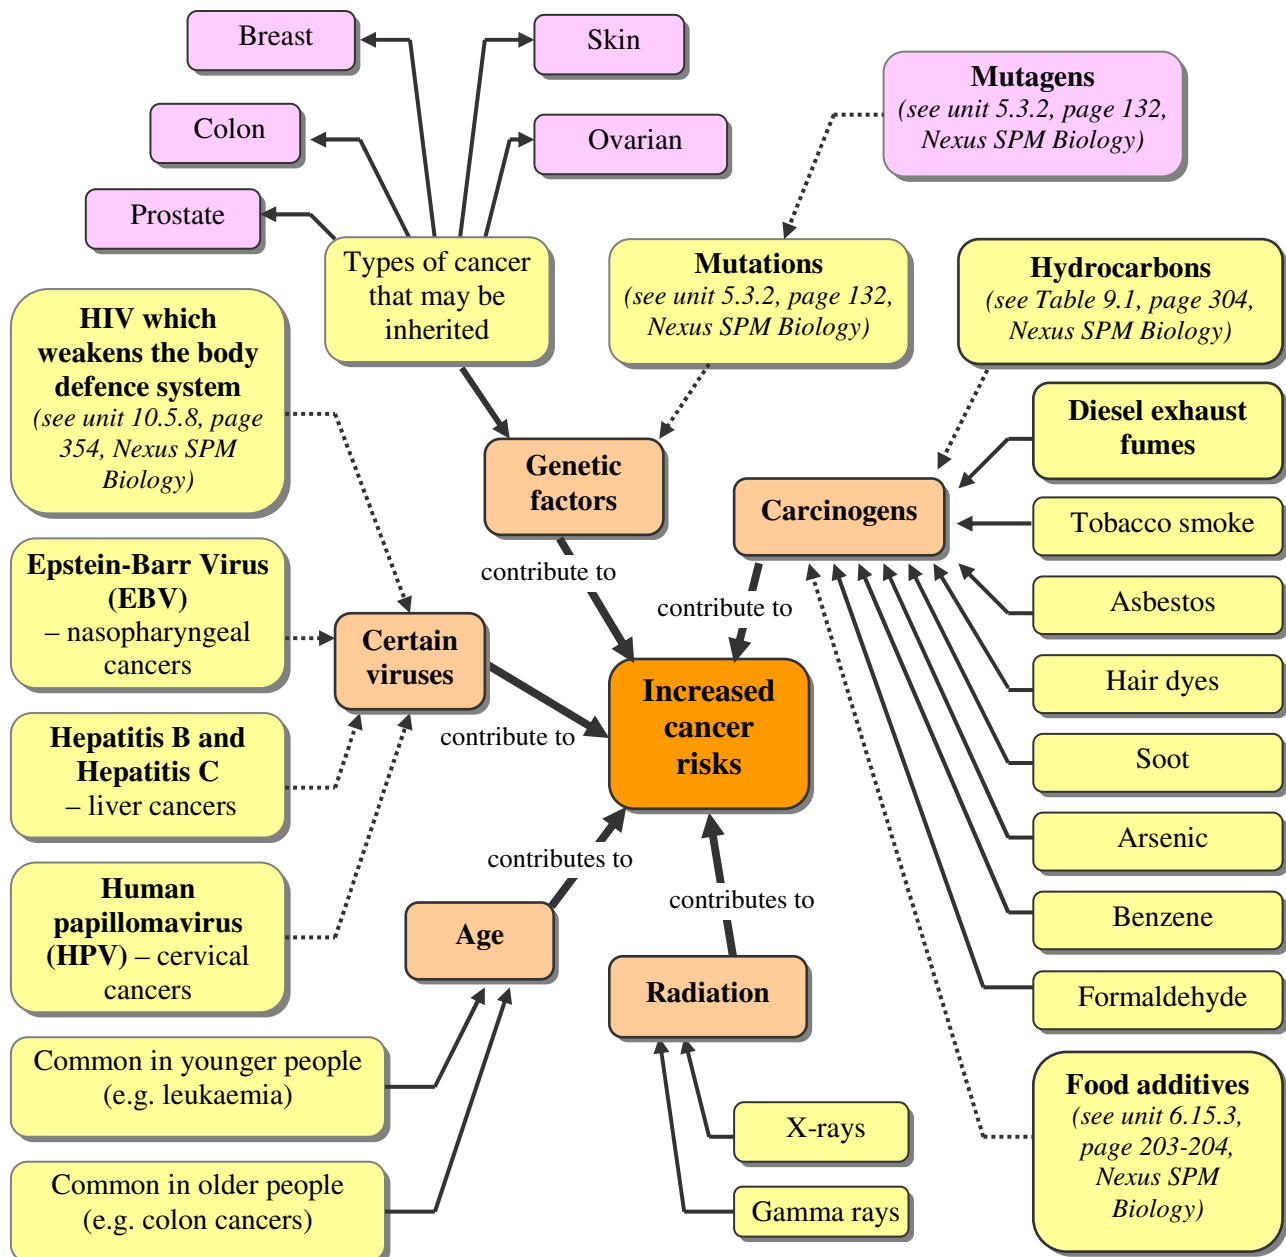 Breast
Skin
Mutagens
(see unit 5.3.2, page 132,
Nexus SPM Biology)
Colon
Ovarian
Prostate
Types of cancer
that may be
inherited
Mutations
(see unit 5.3.2, page 132,
Nexus SPM Biology)
Hydrocarbons
(see Table 9.1, page 304,
Nexus SPM Biology)
HIV which
weakens the body
defence system
(see unit 10.5.8, page
354, Nexus SPM
Biology)
Diesel exhaust
fumes
Genetic
factors
Carcinogens
Tobacco smoke
Epstein-Barr Virus
(EBV)
– nasopharyngeal
cancers
contribute to
contribute to
Asbestos
Certain
viruses
Hair dyes
Increased
cancer
risks
contribute to
Hepatitis B and
Hepatitis C
– liver cancers
Soot
Arsenic
contributes to
contributes to
Human
papillomavirus
(HPV) – cervical
cancers
Age
Benzene
Radiation
Formaldehyde
Common in younger people
(e.g. leukaemia)
X-rays
Food additives
(see unit 6.15.3,
page 203-204,
Nexus SPM
Biology)
Common in older people
(e.g. colon cancers)
Gamma rays